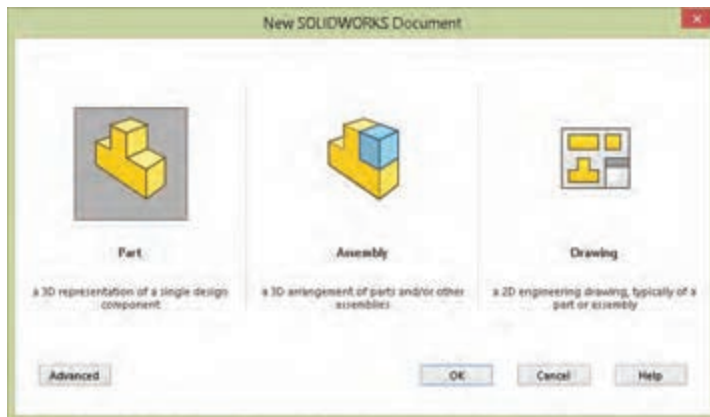 New SOLIDWORKS Document
Part
Assembly
Drawing
a 3D representation of a single design
component
a 3D arrangement of parts and/or other
assemblies
a 2D engineering drawing, typically of a
part or assembly
Advanced
OK
Cancel
Help